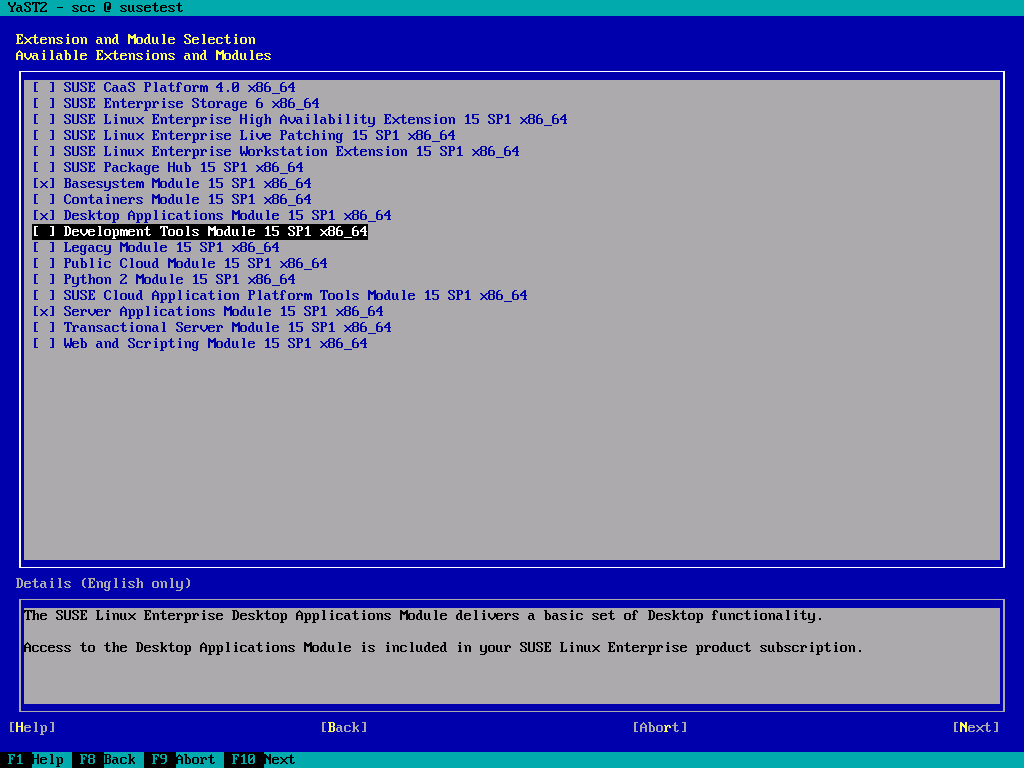 YaST2 - scc @ susetest
Extension and Module Selection
Available Extensions and Modules
[ ] SUSE CaaS Platform 4.0 x86_64
[ ] SUSE Enterprise Storage 6 x86_64
[ ] SUSE Linux Enterprise High Availability Extension 15 SP1 x86_64
[ ] SUSE Linux Enterprise Live Patching 15 SP1 x86_64
[ ] SUSE Linux Enterprise Workstation Extension 15 SP1 x86_64
[ ] SUSE Package Hub 15 SP1 x86_64
[x] Basesystem Module 15 SP1 x86_64
[ ] Containers Module 15 SP1 x86_64
[x] Desktop Applications Module 15 SP1 x86_64
[ ] Development Tools Module 15 SP1 x86_64
[ ] Legacy Module 15 SP1 x86_64
[ ] Public Cloud Module 15 SP1 x86_64
[ ] Python 2 Module 15 SP1 x86_64
[ ] SUSE Cloud Application Platform Tools Module 15 SP1 x86_64
[x] Server Applications Module 15 SP1 x86_64
[ ] Transactional Server Module 15 SP1 x86_64
[ ] Web and Scripting Module 15 SP1 x86_64
Details (English only)
The SUSE Linux Enterprise Desktop Applications Module delivers a basic set of Desktop functionality.
Access to the Desktop Applications Module is included in your SUSE Linux Enterprise product subscription.
[Help] [Back] [Abort] [Next]
F1 Help F8 Back F9 Abort F10 Next